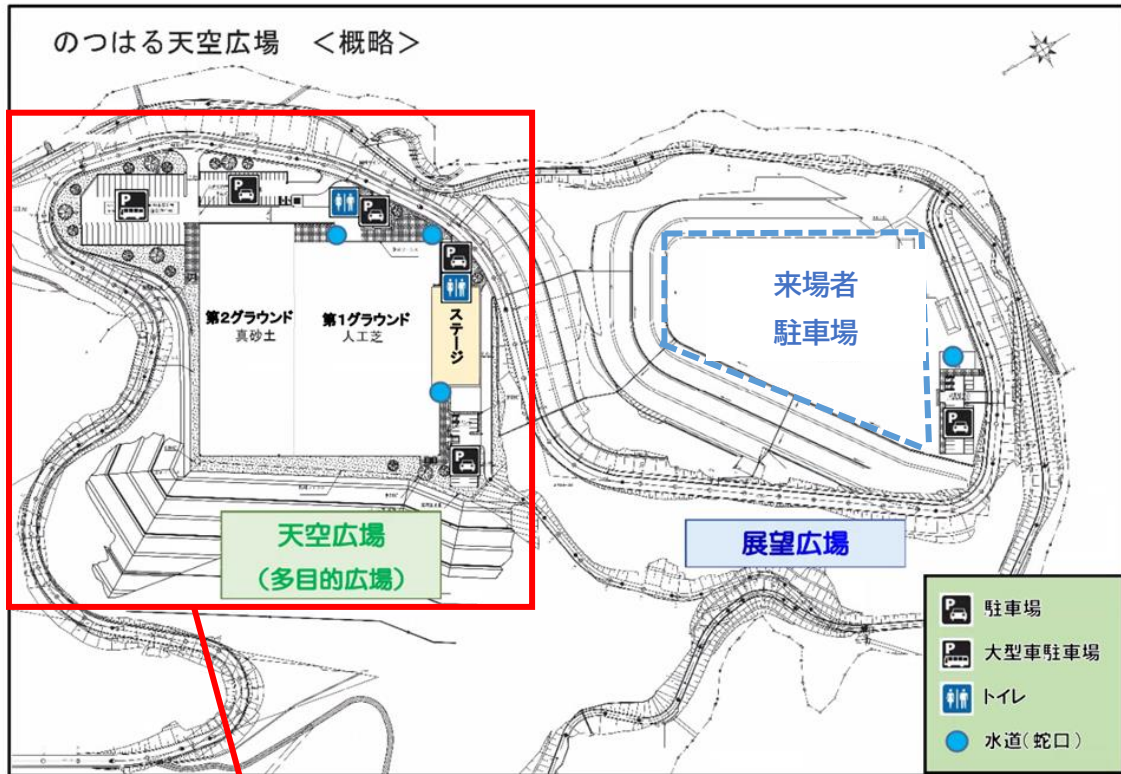 のつはる天空広場 <概略>
P
P
P
P
第2グラウンド
真砂土
第1グラウンド
人工芝
ステージ
P
来場者
駐車場
P
天空広場
(多目的広場)
展望広場
P 駐車場
P 大型車駐車場
トイレ
水道(蛇口)